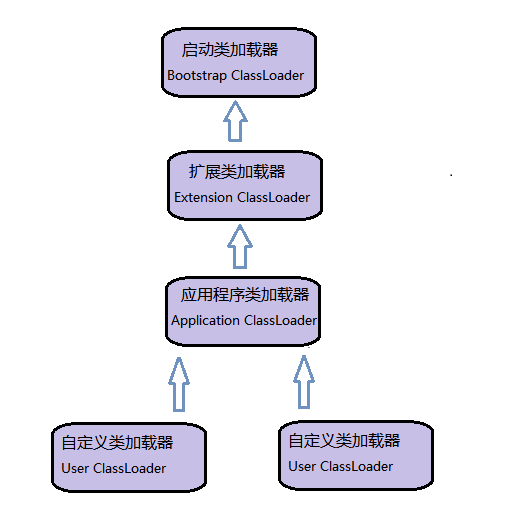 启动类加载器
Bootstrap ClassLoader
扩展类加载器
Extension ClassLoader
应用程序类加载器
Application ClassLoader
自定义类加载器
User ClassLoader
自定义类加载器
User ClassLoader